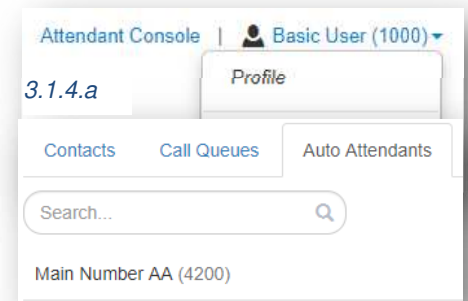 Attendant Console | Basic User (1000)
Profile
3.1.4.a
Contacts Call Queues Auto Attendants
Search...
Main Number AA (4200)